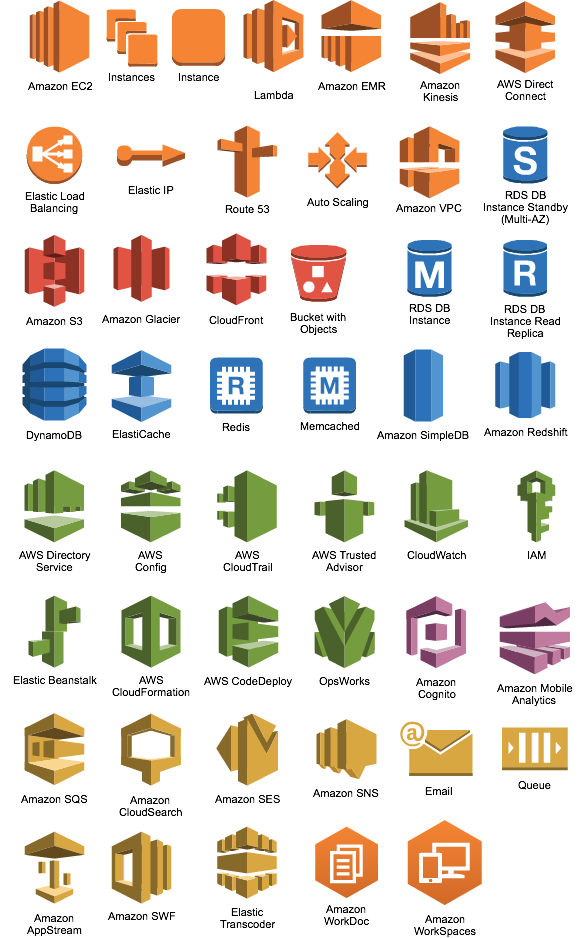 Amazon EC2
Instances
Instance
Lambda
Amazon EMR
Amazon
Kinesis
AWS Direct
Connect
Elastic Load
Balancing
Elastic IP
Route 53
Auto Scaling
Amazon VPC
S
RDS DB
Instance Standby
(Multi-AZ)
Amazon S3
Amazon Glacier
CloudFront
Bucket with
Objects
M
RDS DB
Instance
R
RDS DB
Instance Read
Replica
DynamoDB
ElastiCache
R
Redis
M
Memcached
Amazon SimpleDB
Amazon Redshift
AWS Directory
Service
AWS
Config
AWS
CloudTrail
AWS Trusted
Advisor
CloudWatch
IAM
Elastic Beanstalk
AWS
CloudFormation
AWS CodeDeploy
OpsWorks
Amazon
Cognito
Amazon Mobile
Analytics
Amazon SQS
Amazon
CloudSearch
Amazon SES
Amazon SNS
@
Email
Queue
Amazon
AppStream
Amazon SWF
Elastic
Transcoder
Amazon
WorkDoc
Amazon
WorkSpaces